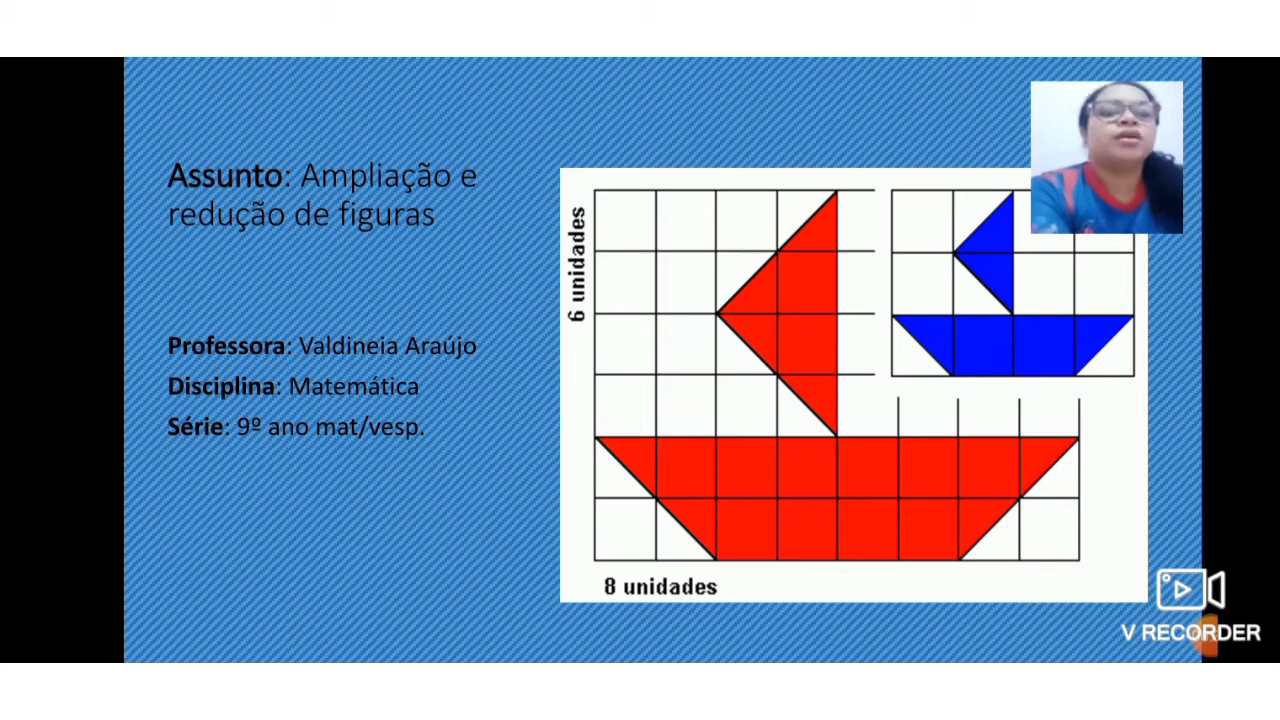 Assunto: Ampliação e
redução de figuras
Professora: Valdineia Araújo
Disciplina: Matemática
Série: 9º ano mat/vesp.
6 unidades
8 unidades
V RECORDER